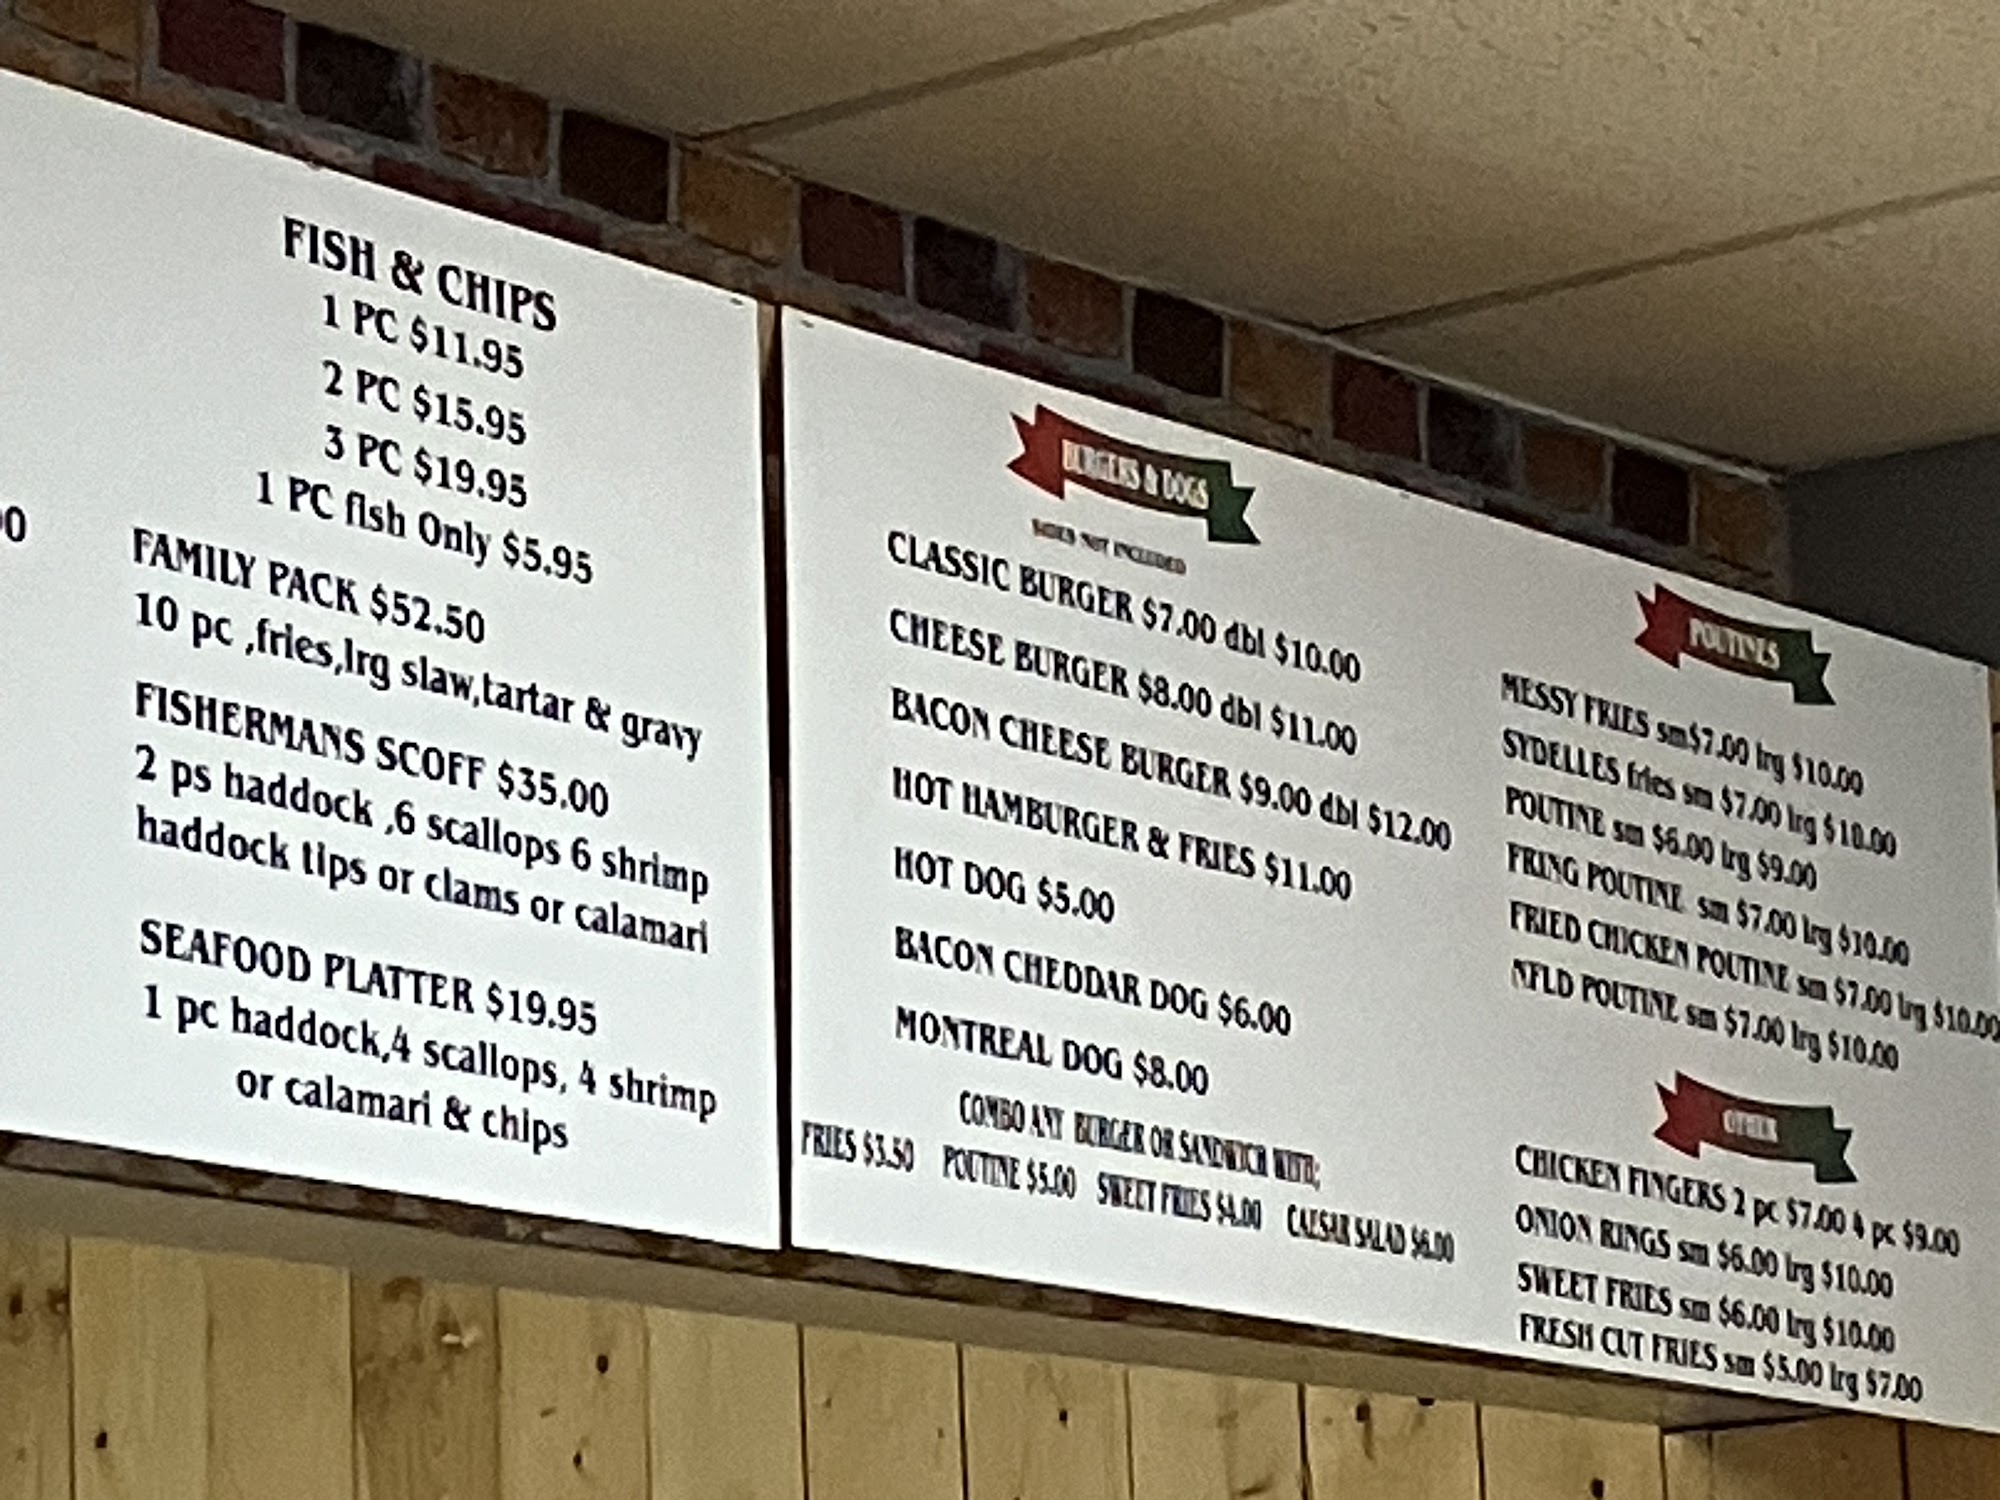 00
FISH & CHIPS
1 PC $11.95
2 PC $15.95
3 PC $19.95
1 PC fish Only $5.95
FAMILY PACK $52.50
10 pc ,fries,lrg slaw,tartar & gravy
FISHERMANS SCOFF $35.00
2 ps haddock ,6 scallops 6 shrimp
haddock tips or clams or calamari
SEAFOOD PLATTER $19.95
1 pc haddock,4 scallops, 4 shrimp
or calamari & chips
BURGERS & DOGS
SIDES NOT INCLUDED
CLASSIC BURGER $7.00 dbl $10.00
CHEESE BURGER $8.00 dbl $11.00
BACON CHEESE BURGER $9.00 dbl $12.00
HOT HAMBURGER & FRIES $11.00
HOT DOG $5.00
BACON CHEDDAR DOG $6.00
MONTREAL DOG $8.00
COMBO ANY BURGER OR SANDWICH WITH;
FRIES $3.50 POUTINE $5.00 SWEET FRIES $4.00 CAESAR SALAD $6.00
POUTINES
MESSY FRIES sm$7.00 lrg $10.00
SYDELLES fries sm $7.00 lrg $10.00
POUTINE sm $6.00 lrg $9.00
FRING POUTINE sm $7.00 lrg $10.00
FRIED CHICKEN POUTINE sm $7.00 lrg $10.00
NFLD POUTINE sm $7.00 lrg $10.00
OTHER
CHICKEN FINGERS 2 pc $7.00 4 pc $9.00
ONION RINGS sm $6.00 lrg $10.00
SWEET FRIES sm $6.00 lrg $10.00
FRESH CUT FRIES sm $5.00 lrg $7.00